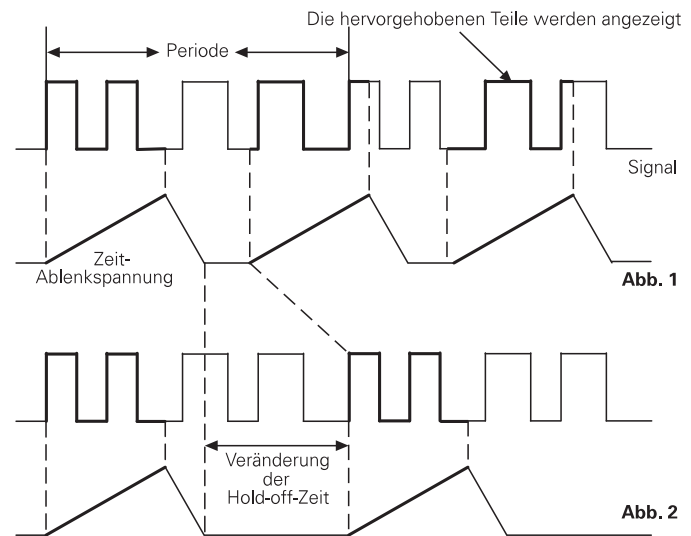 Die hervorgehobenen Teile werden angezeigt
Periode
Signal
Zeit-
Ablenkspannung
Abb. 1
Veränderung
der
Hold-off-Zeit
Abb. 2